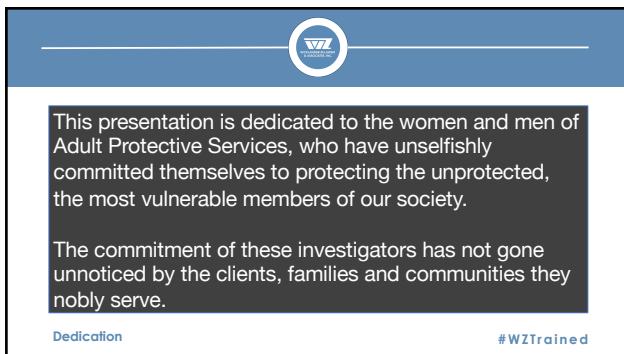 WZ
This presentation is dedicated to the women and men of
Adult Protective Services, who have unselfishly
committed themselves to protecting the unprotected,
the most vulnerable members of our society.
The commitment of these investigators has not gone
unnoticed by the clients, families and communities they
nobly serve.
Dedication
#WZTrained